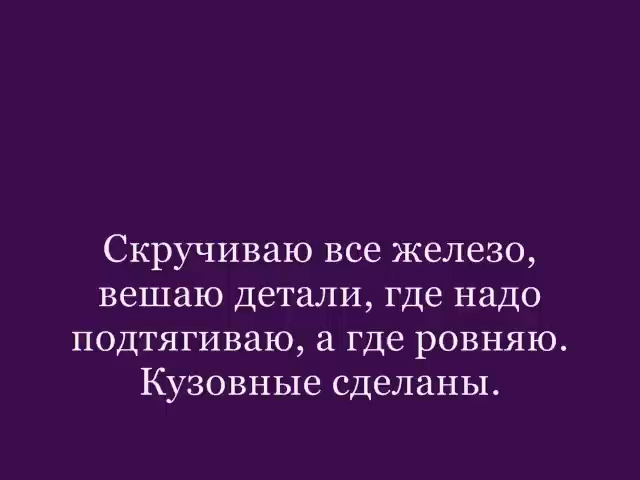 Скручиваю все железо,
вешаю детали, где надо
подтягиваю, а где ровняю.
Кузовные сделаны.